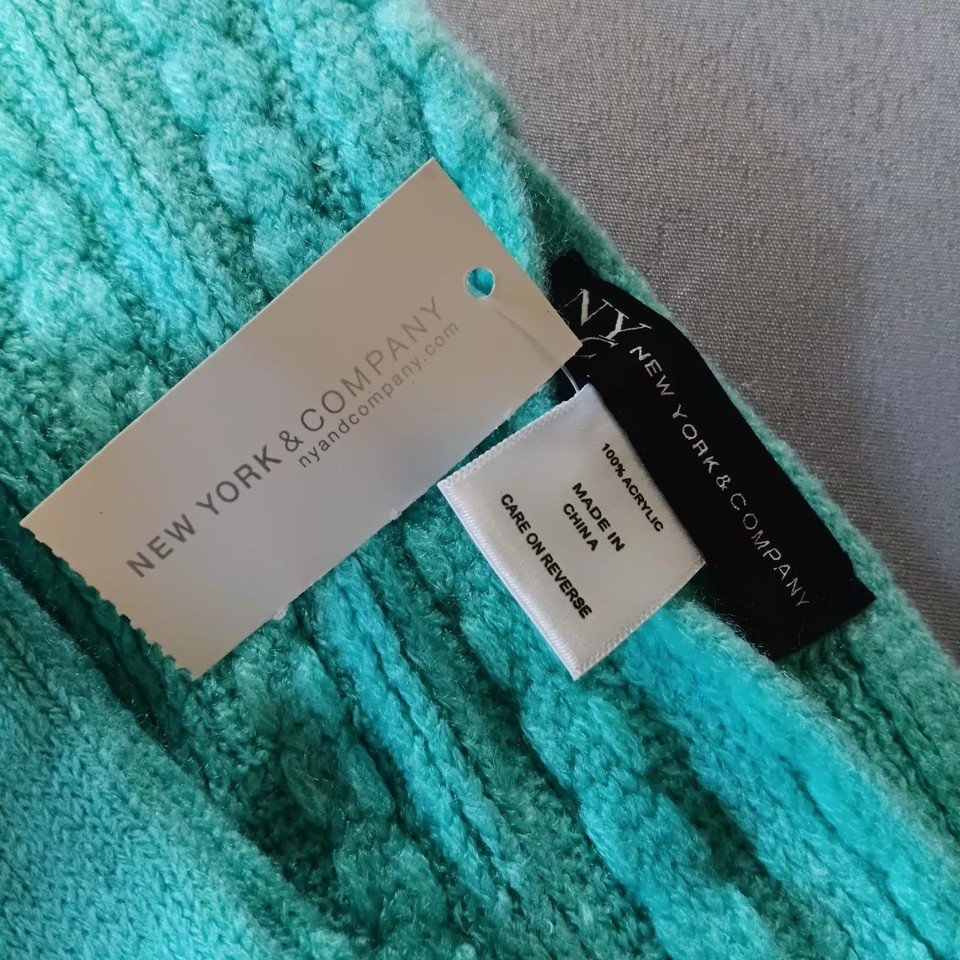 NEW YORK & COMPANY
nyandcompany.com
NY
C
NEW YORK & COMPANY
100% ACRYLIC
MADE IN
CHINA
CARE ON REVERSE